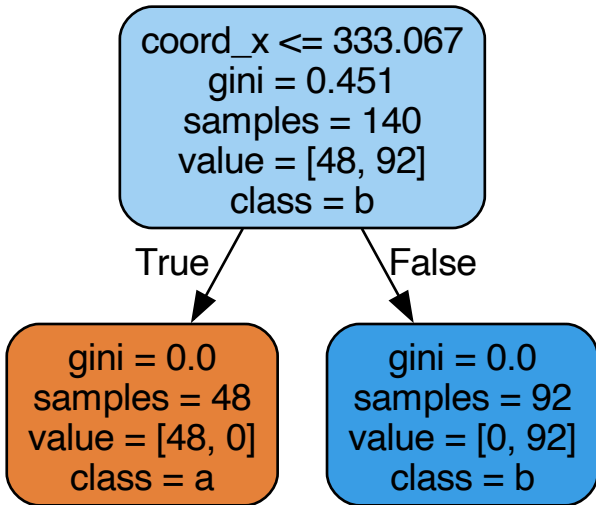 coord_x <= 333.067
gini = 0.451
samples = 140
value = [48, 92]
class = b
True
False
gini = 0.0
samples = 48
value = [48, 0]
class = a
gini = 0.0
samples = 92
value = [0, 92]
class = b